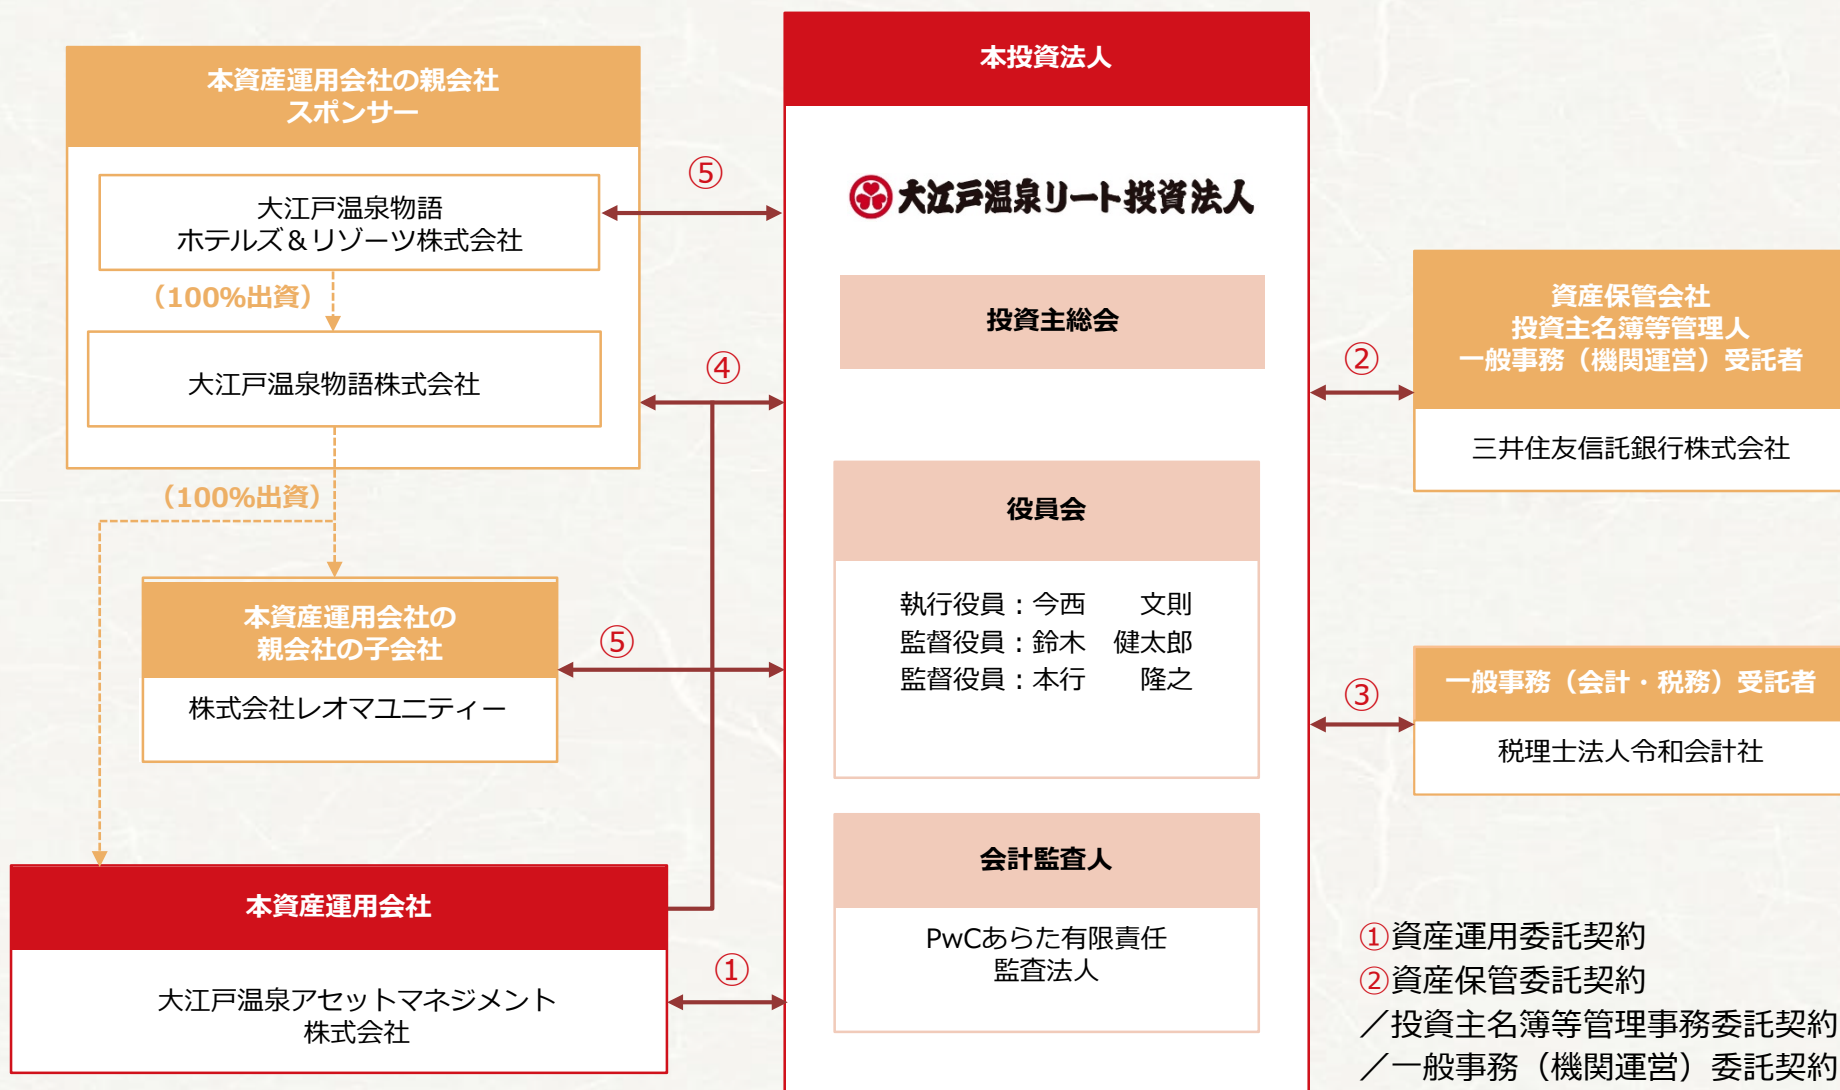 本資産運用会社の親会社
スポンサー
大江戸温泉物語
ホテルズ＆リゾーツ株式会社
（100%出資）
大江戸温泉物語株式会社
（100%出資）
本資産運用会社の
親会社の子会社
株式会社レオマユニティー
本資産運用会社
大江戸温泉アセットマネジメント
株式会社
⑤
④
⑤
①
本投資法人
大江戸温泉リート投資法人
投資主総会
役員会
執行役員：今西　　文則
監督役員：鈴木　健太郎
監督役員：本行　　隆之
会計監査人
PwCあらた有限責任
監査法人
②
③
資産保管会社
投資主名簿等管理人
一般事務（機関運営）受託者
三井住友信託銀行株式会社
一般事務（会計・税務）受託者
税理士法人令和会計社
①資産運用委託契約
②資産保管委託契約
／投資主名簿等管理事務委託契約
／一般事務（機関運営）委託契約